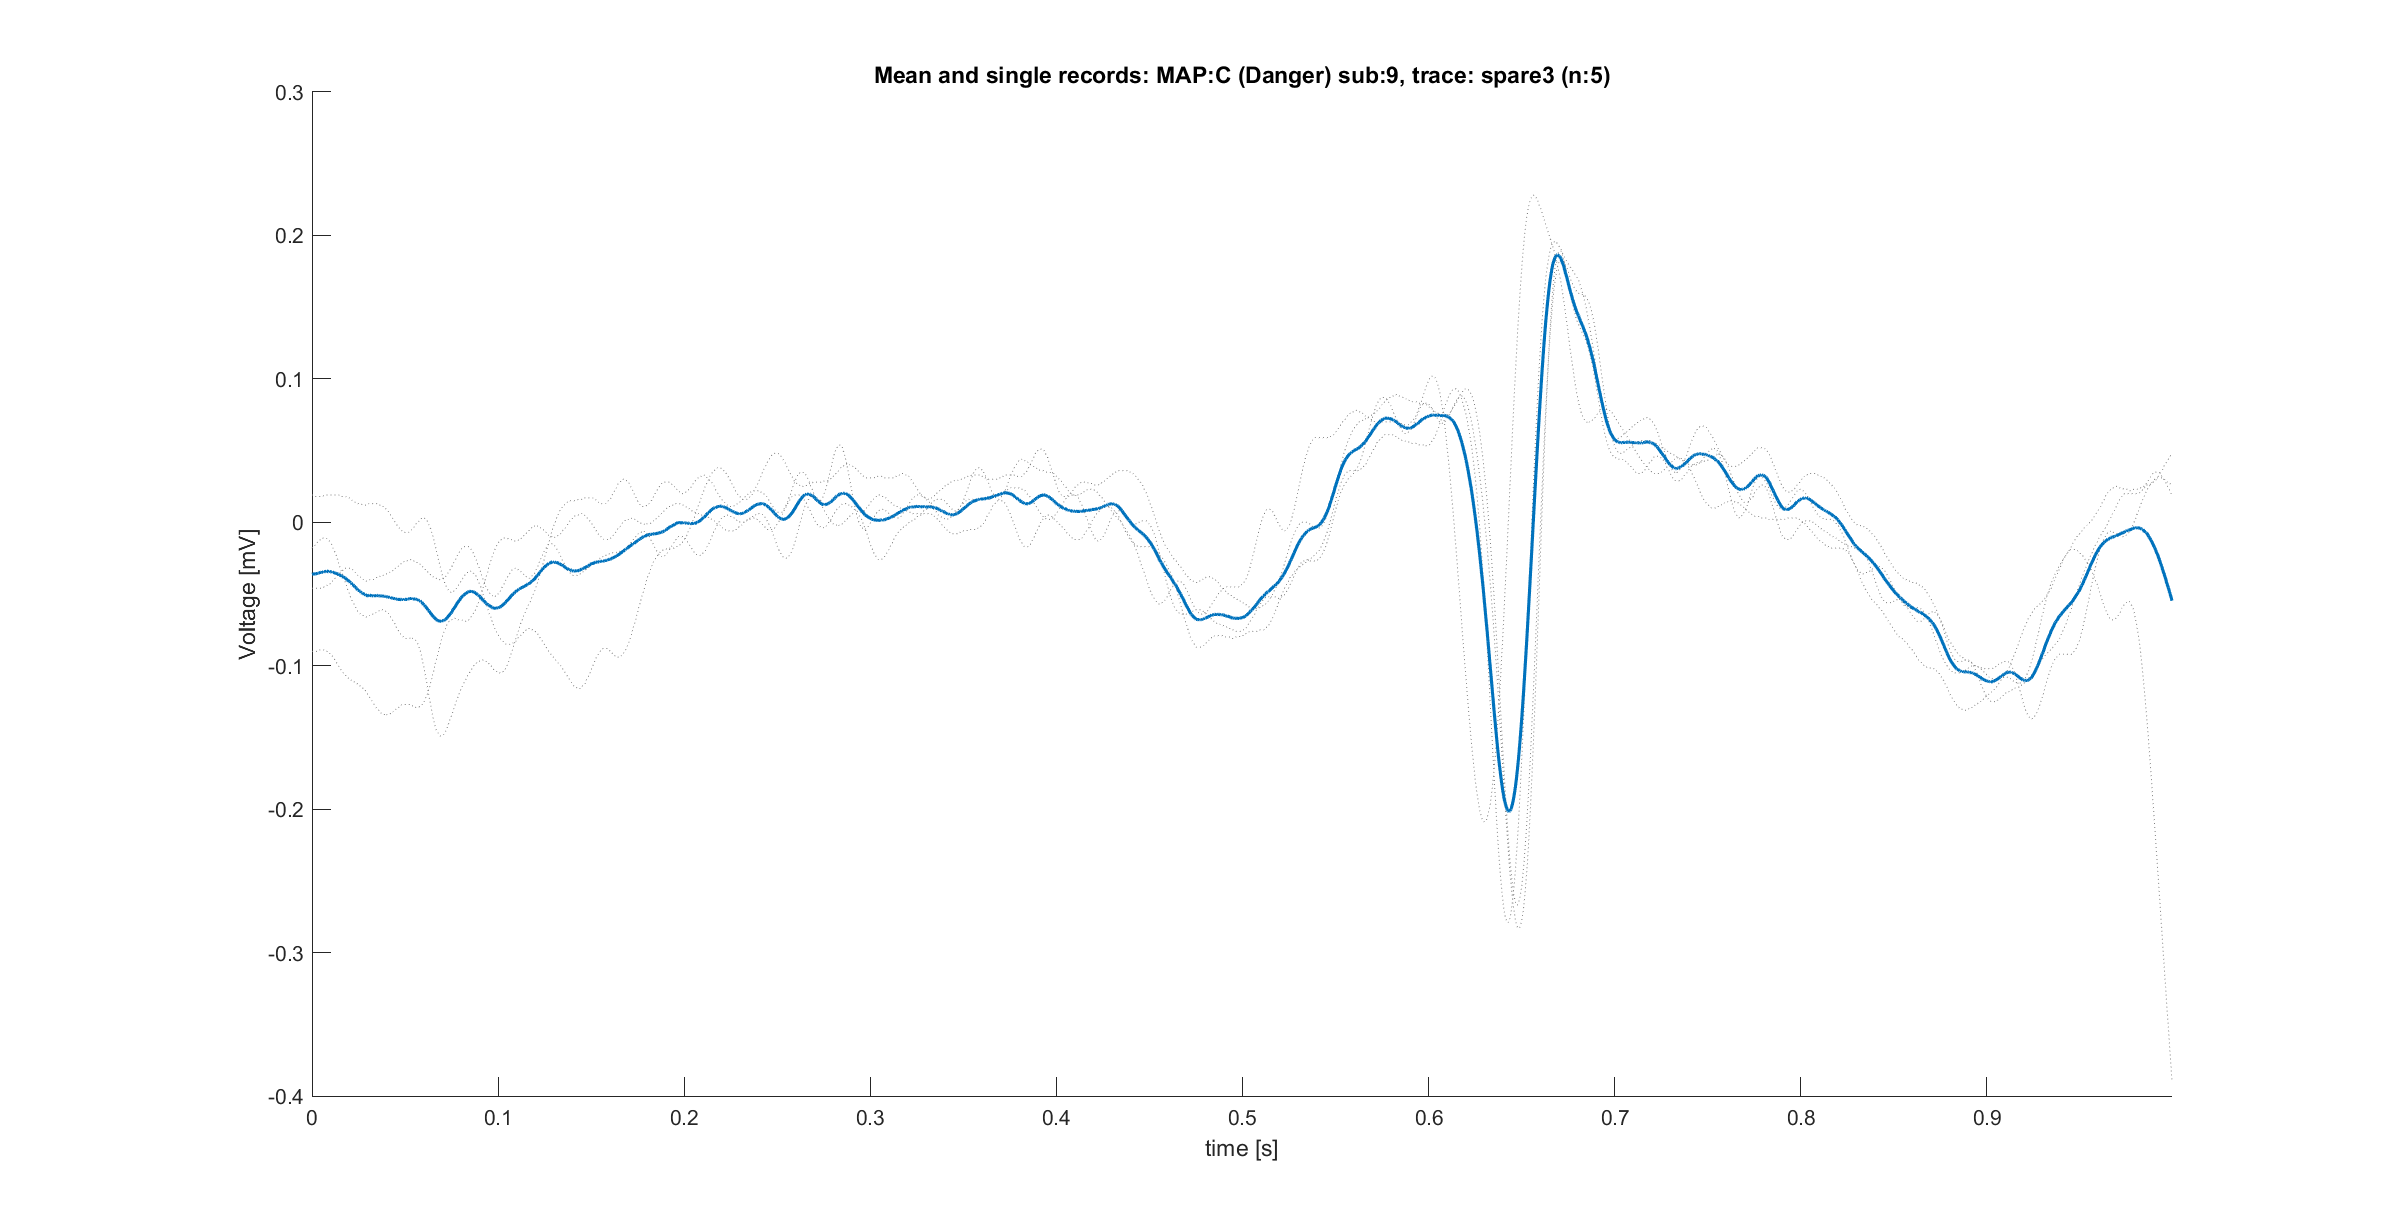 Mean and single records: MAP:C (Danger) sub:9, trace: spare3 (n:5)
0.3
0.2
0.1
0
-0.1
-0.2
-0.3
-0.4
Voltage [mV]
0 0.1 0.2 0.3 0.4 0.5 0.6 0.7 0.8 0.9
time [s]